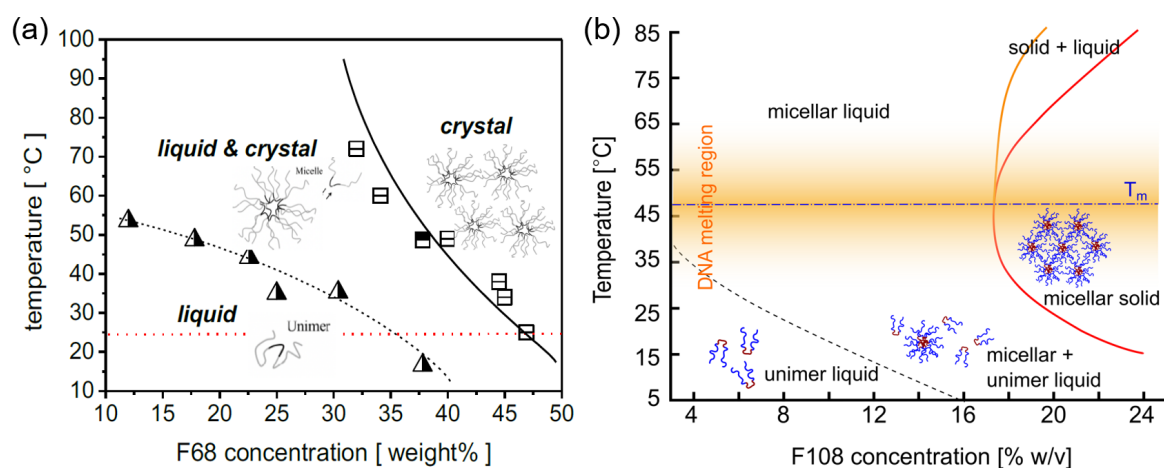 (a)
100
90
80
70
60
50
40
30
20
10
temperature [ °C ]
liquid & crystal
Micelle
crystal
liquid
Unimer
10 15 20 25 30 35 40 45 50
F68 concentration [ weight% ]
(b)
85
75
65
55
45
35
25
15
5
Temperature [°C]
solid + liquid
micellar liquid
DNA melting region
Tm
micellar solid
unimer liquid
micellar +
unimer liquid
4 8 12 16 20 24
F108 concentration [% w/v]